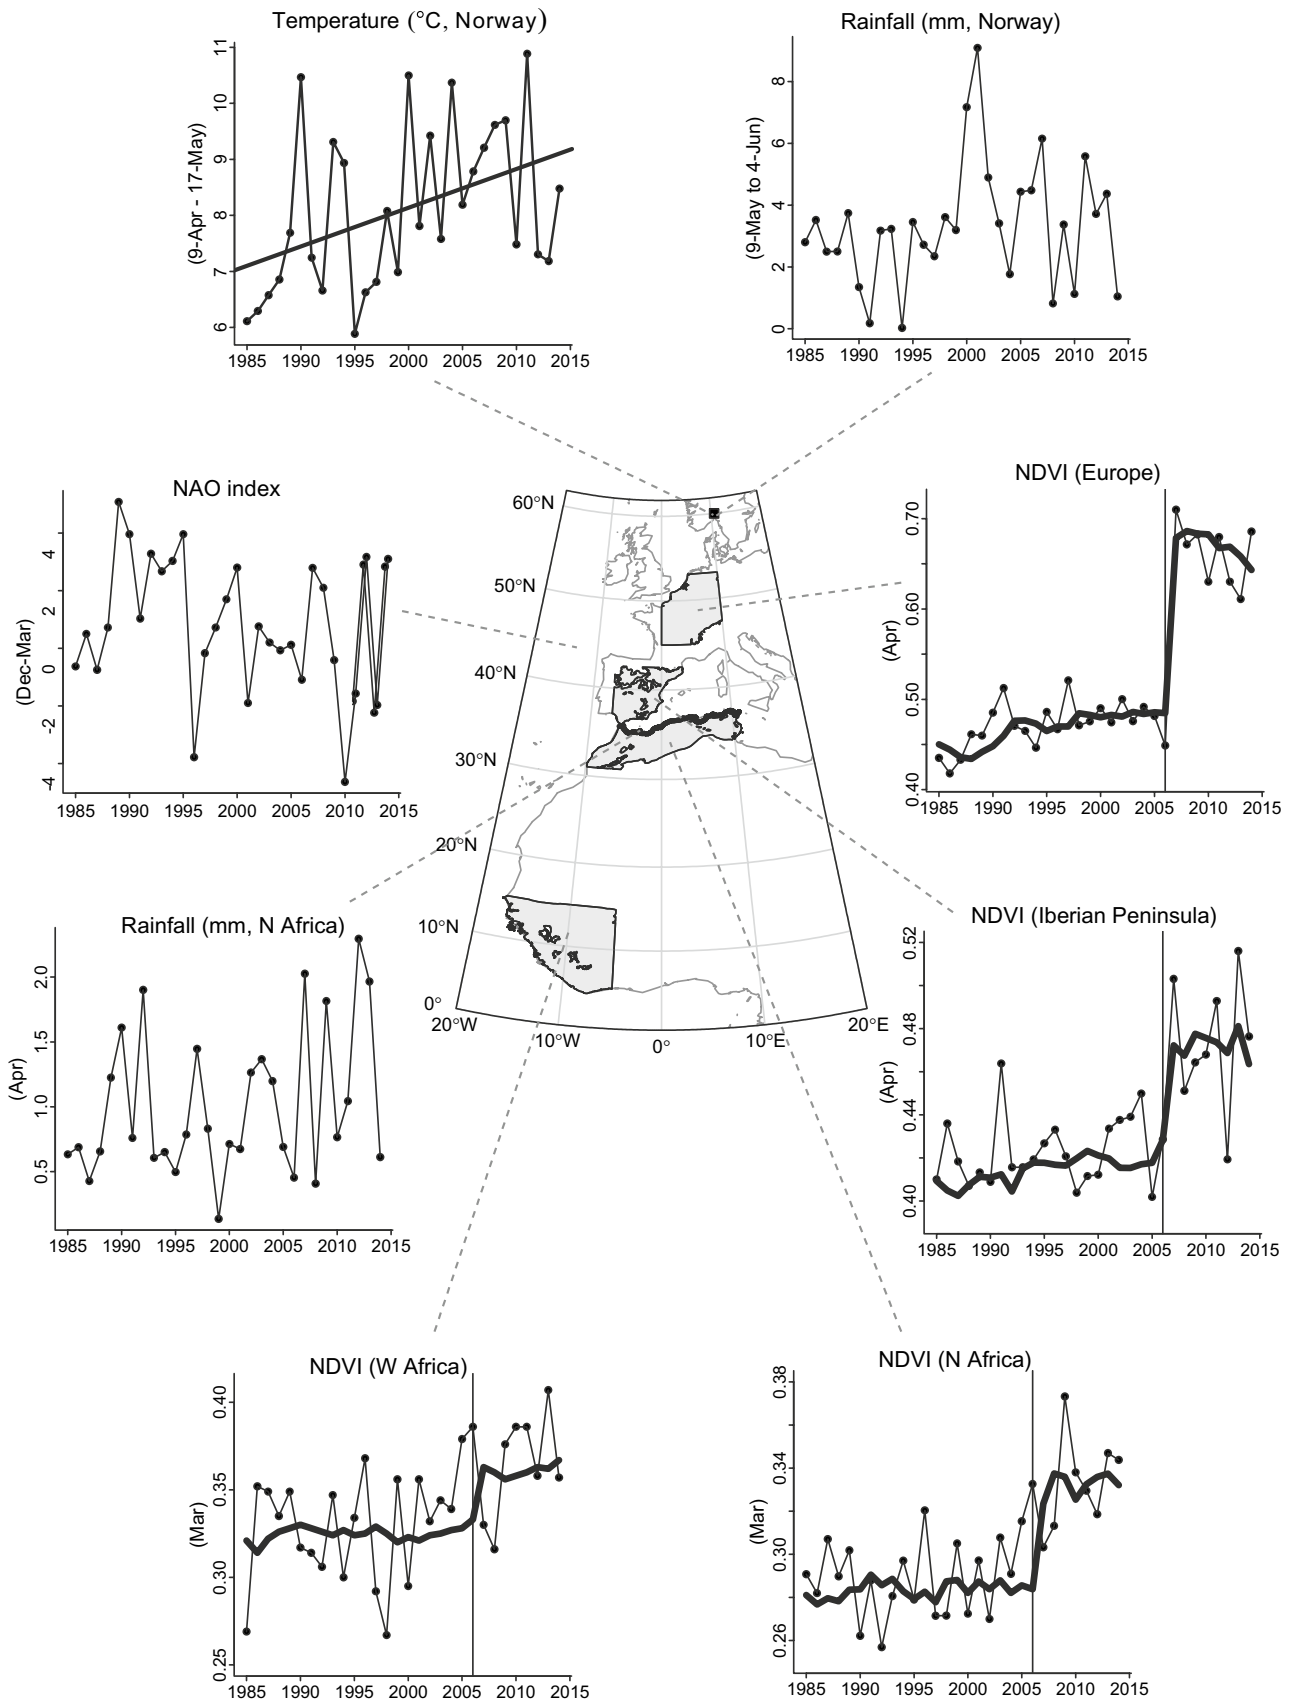 Temperature (°C, Norway)
(9-Apr - 17-May)
11
10
9
8
7
6
1985 1990 1995 2000 2005 2010 2015
Rainfall (mm, Norway)
(9-May to 4-Jun)
8
6
4
2
0
1985 1990 1995 2000 2005 2010 2015
NAO index
(Dec-Mar)
4
2
0
-2
-4
1985 1990 1995 2000 2005 2010 2015
60°N
50°N
40°N
30°N
20°N
10°N
0°
20°W
10°W
0°
10°E
20°E
NDVI (Europe)
(Apr)
0.70
0.60
0.50
0.40
1985 1990 1995 2000 2005 2010 2015
Rainfall (mm, N Africa)
(Apr)
2.0
1.5
1.0
0.5
1985 1990 1995 2000 2005 2010 2015
NDVI (Iberian Peninsula)
(Apr)
0.52
0.48
0.44
0.40
1985 1990 1995 2000 2005 2010 2015
NDVI (W Africa)
(Mar)
0.40
0.35
0.30
0.25
1985 1990 1995 2000 2005 2010 2015
NDVI (N Africa)
(Mar)
0.38
0.34
0.30
0.26
1985 1990 1995 2000 2005 2010 2015